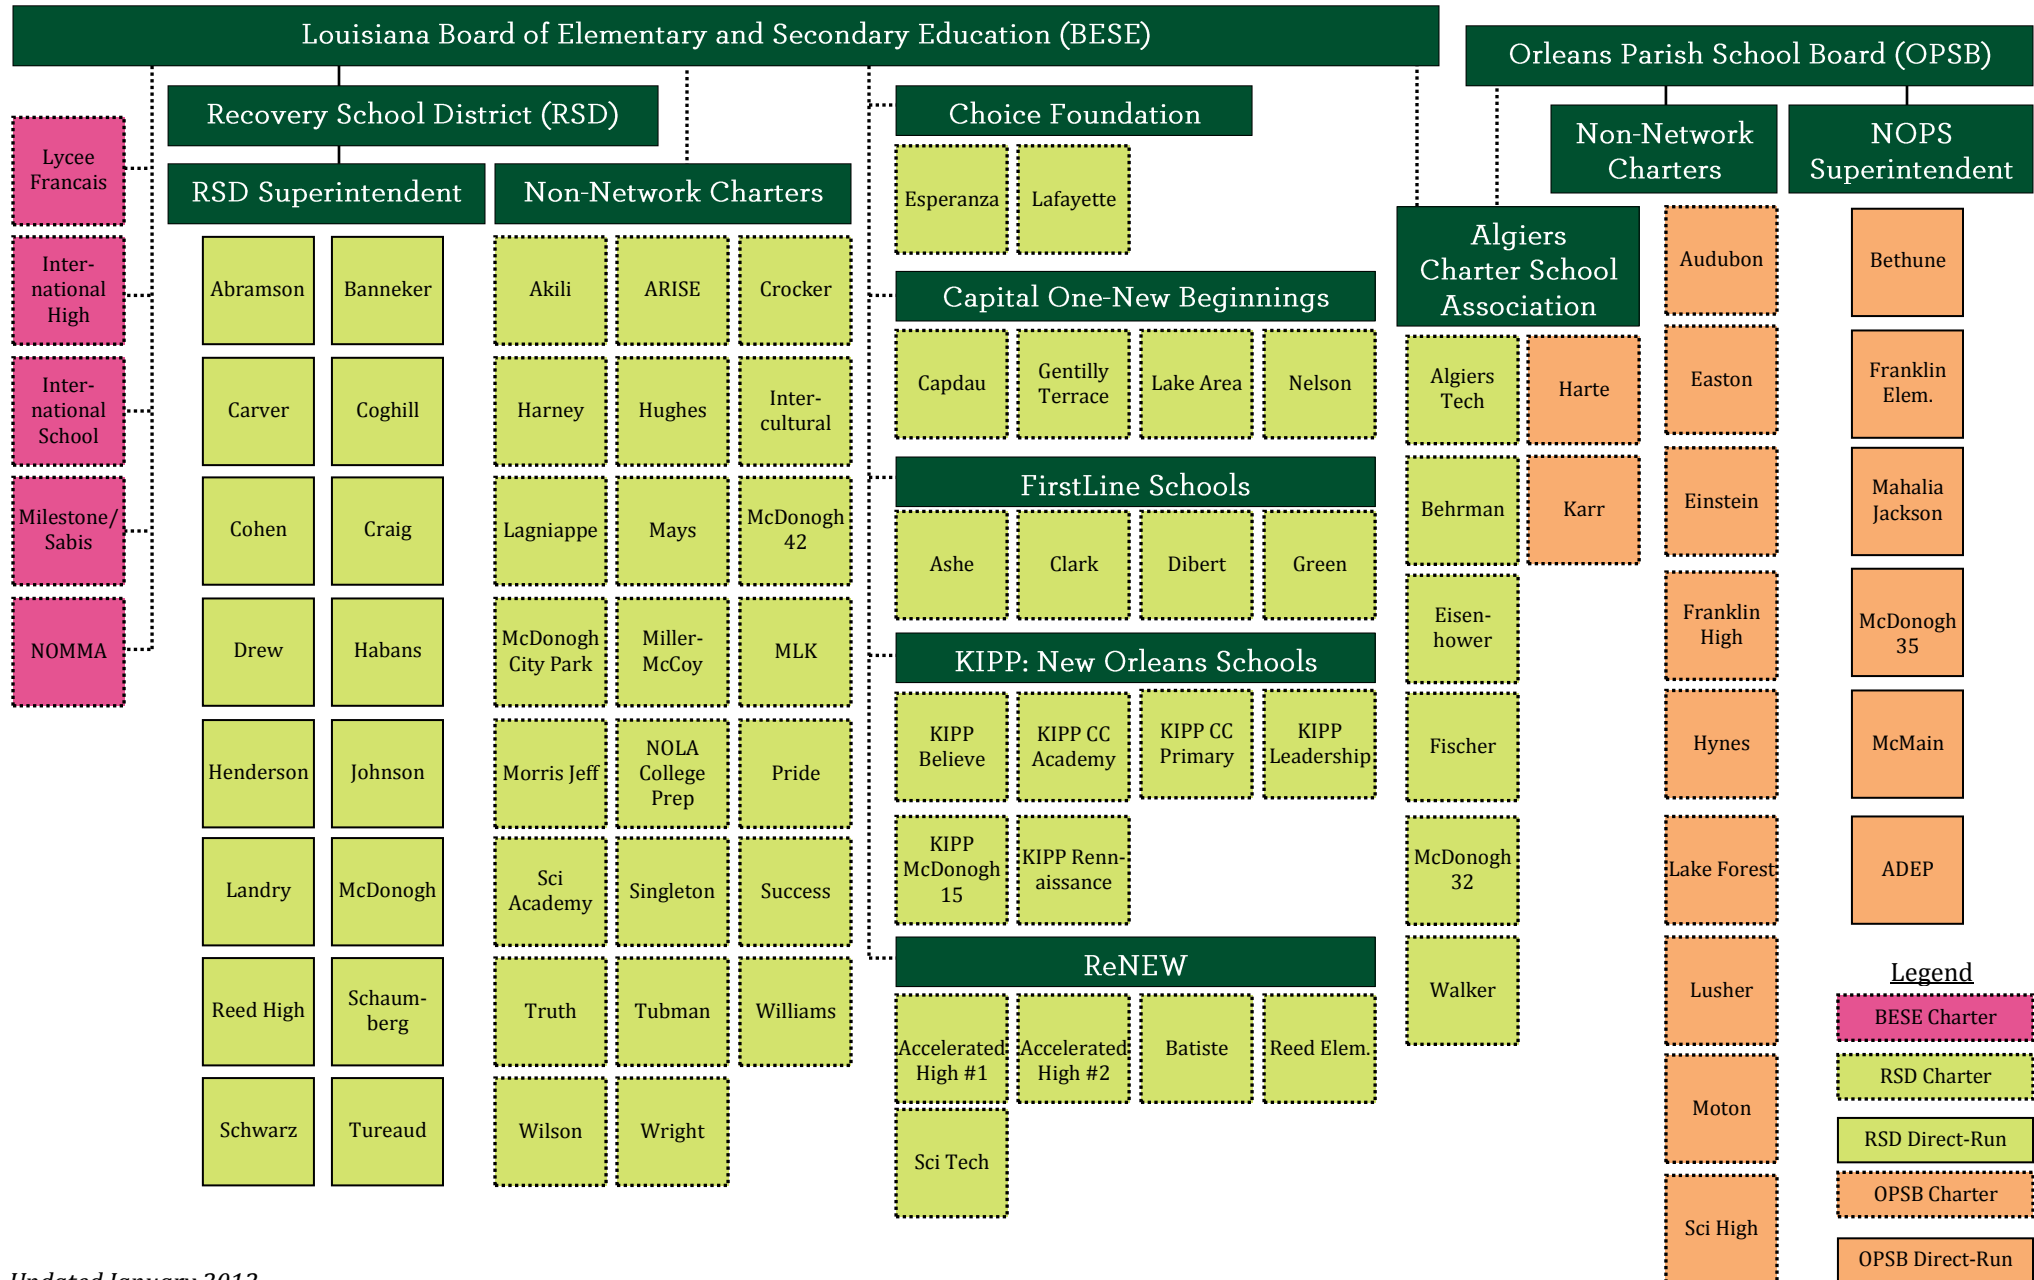 Louisiana Board of Elementary and Secondary Education (BESE)
Orleans Parish School Board (OPSB)
Lycee
Francais
Inter-
national
High
Inter-
national
School
Milestone/
Sabis
NOMMA
Recovery School District (RSD)
RSD Superintendent
Abramson
Banneker
Carver
Coghill
Cohen
Craig
Drew
Habans
Henderson
Johnson
Landry
McDonogh
Reed High
Schaum-
berg
Schwarz
Tureaud
Non-Network Charters
Akili
ARISE
Crocker
Harney
Hughes
Inter-
cultural
Lagniappe
Mays
McDonogh
42
McDonogh
City Park
Miller-
McCoy
MLK
Morris Jeff
NOLA
College
Prep
Pride
Sci
Academy
Singleton
Success
Truth
Tubman
Williams
Wilson
Wright
Choice Foundation
Esperanza
Lafayette
Capital One-New Beginnings
Capdau
Gentilly
Terrace
Lake Area
Nelson
FirstLine Schools
Ashe
Clark
Dibert
Green
KIPP: New Orleans Schools
KIPP
Believe
KIPP CC
Academy
KIPP CC
Primary
KIPP
Leadership
KIPP
McDonogh
15
KIPP Renn-
aissance
ReNEW
Accelerated
High #1
Accelerated
High #2
Batiste
Reed Elem.
Sci Tech
Algiers
Charter School
Association
Algiers
Tech
Harte
Behrman
Karr
Eisen-
hower
Fischer
McDonogh
32
Walker
Non-Network
Charters
Audubon
Easton
Einstein
Franklin
High
Hynes
Lake Forest
Lusher
Moton
Sci High
NOPS
Superintendent
Bethune
Franklin
Elem.
Mahalia
Jackson
McDonogh
35
McMain
ADEP
Legend
BESE Charter
RSD Charter
RSD Direct-Run
OPSB Charter
OPSB Direct-Run